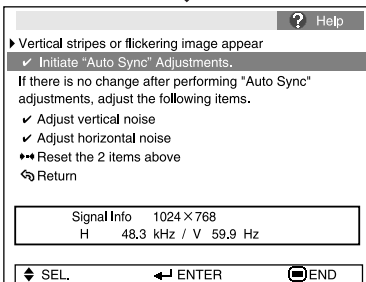 ? Help
Vertical stripes or flickering image appear
✔ Initiate “Auto Sync” Adjustments.
If there is no change after performing "Auto Sync"
adjustments, adjust the following items.
✔ Adjust vertical noise
✔ Adjust horizontal noise
Reset the 2 items above
Return
Signal Info 1024×768
H 48.3 kHz / V 59.9 Hz
SEL. ENTER END